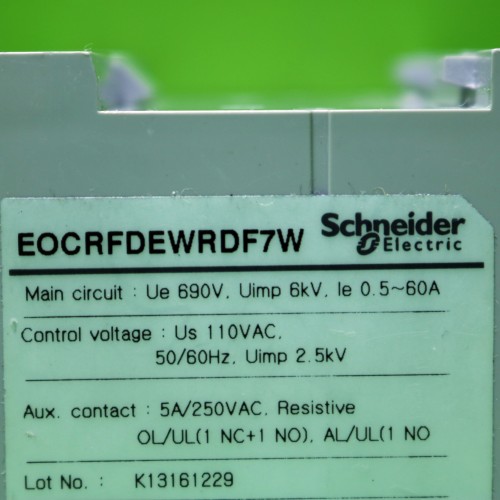 EOCRFDEWRDF7W Schneider Electric
Main circuit : Ue 690V, Uimp 6kV, Ie 0.5~60A
Control voltage : Us 110VAC,
50/60Hz, Uimp 2.5kV
Aux. contact : 5A/250VAC, Resistive
OL/UL(1 NC+1 NO), AL/UL(1 NO
Lot No. : K13161229